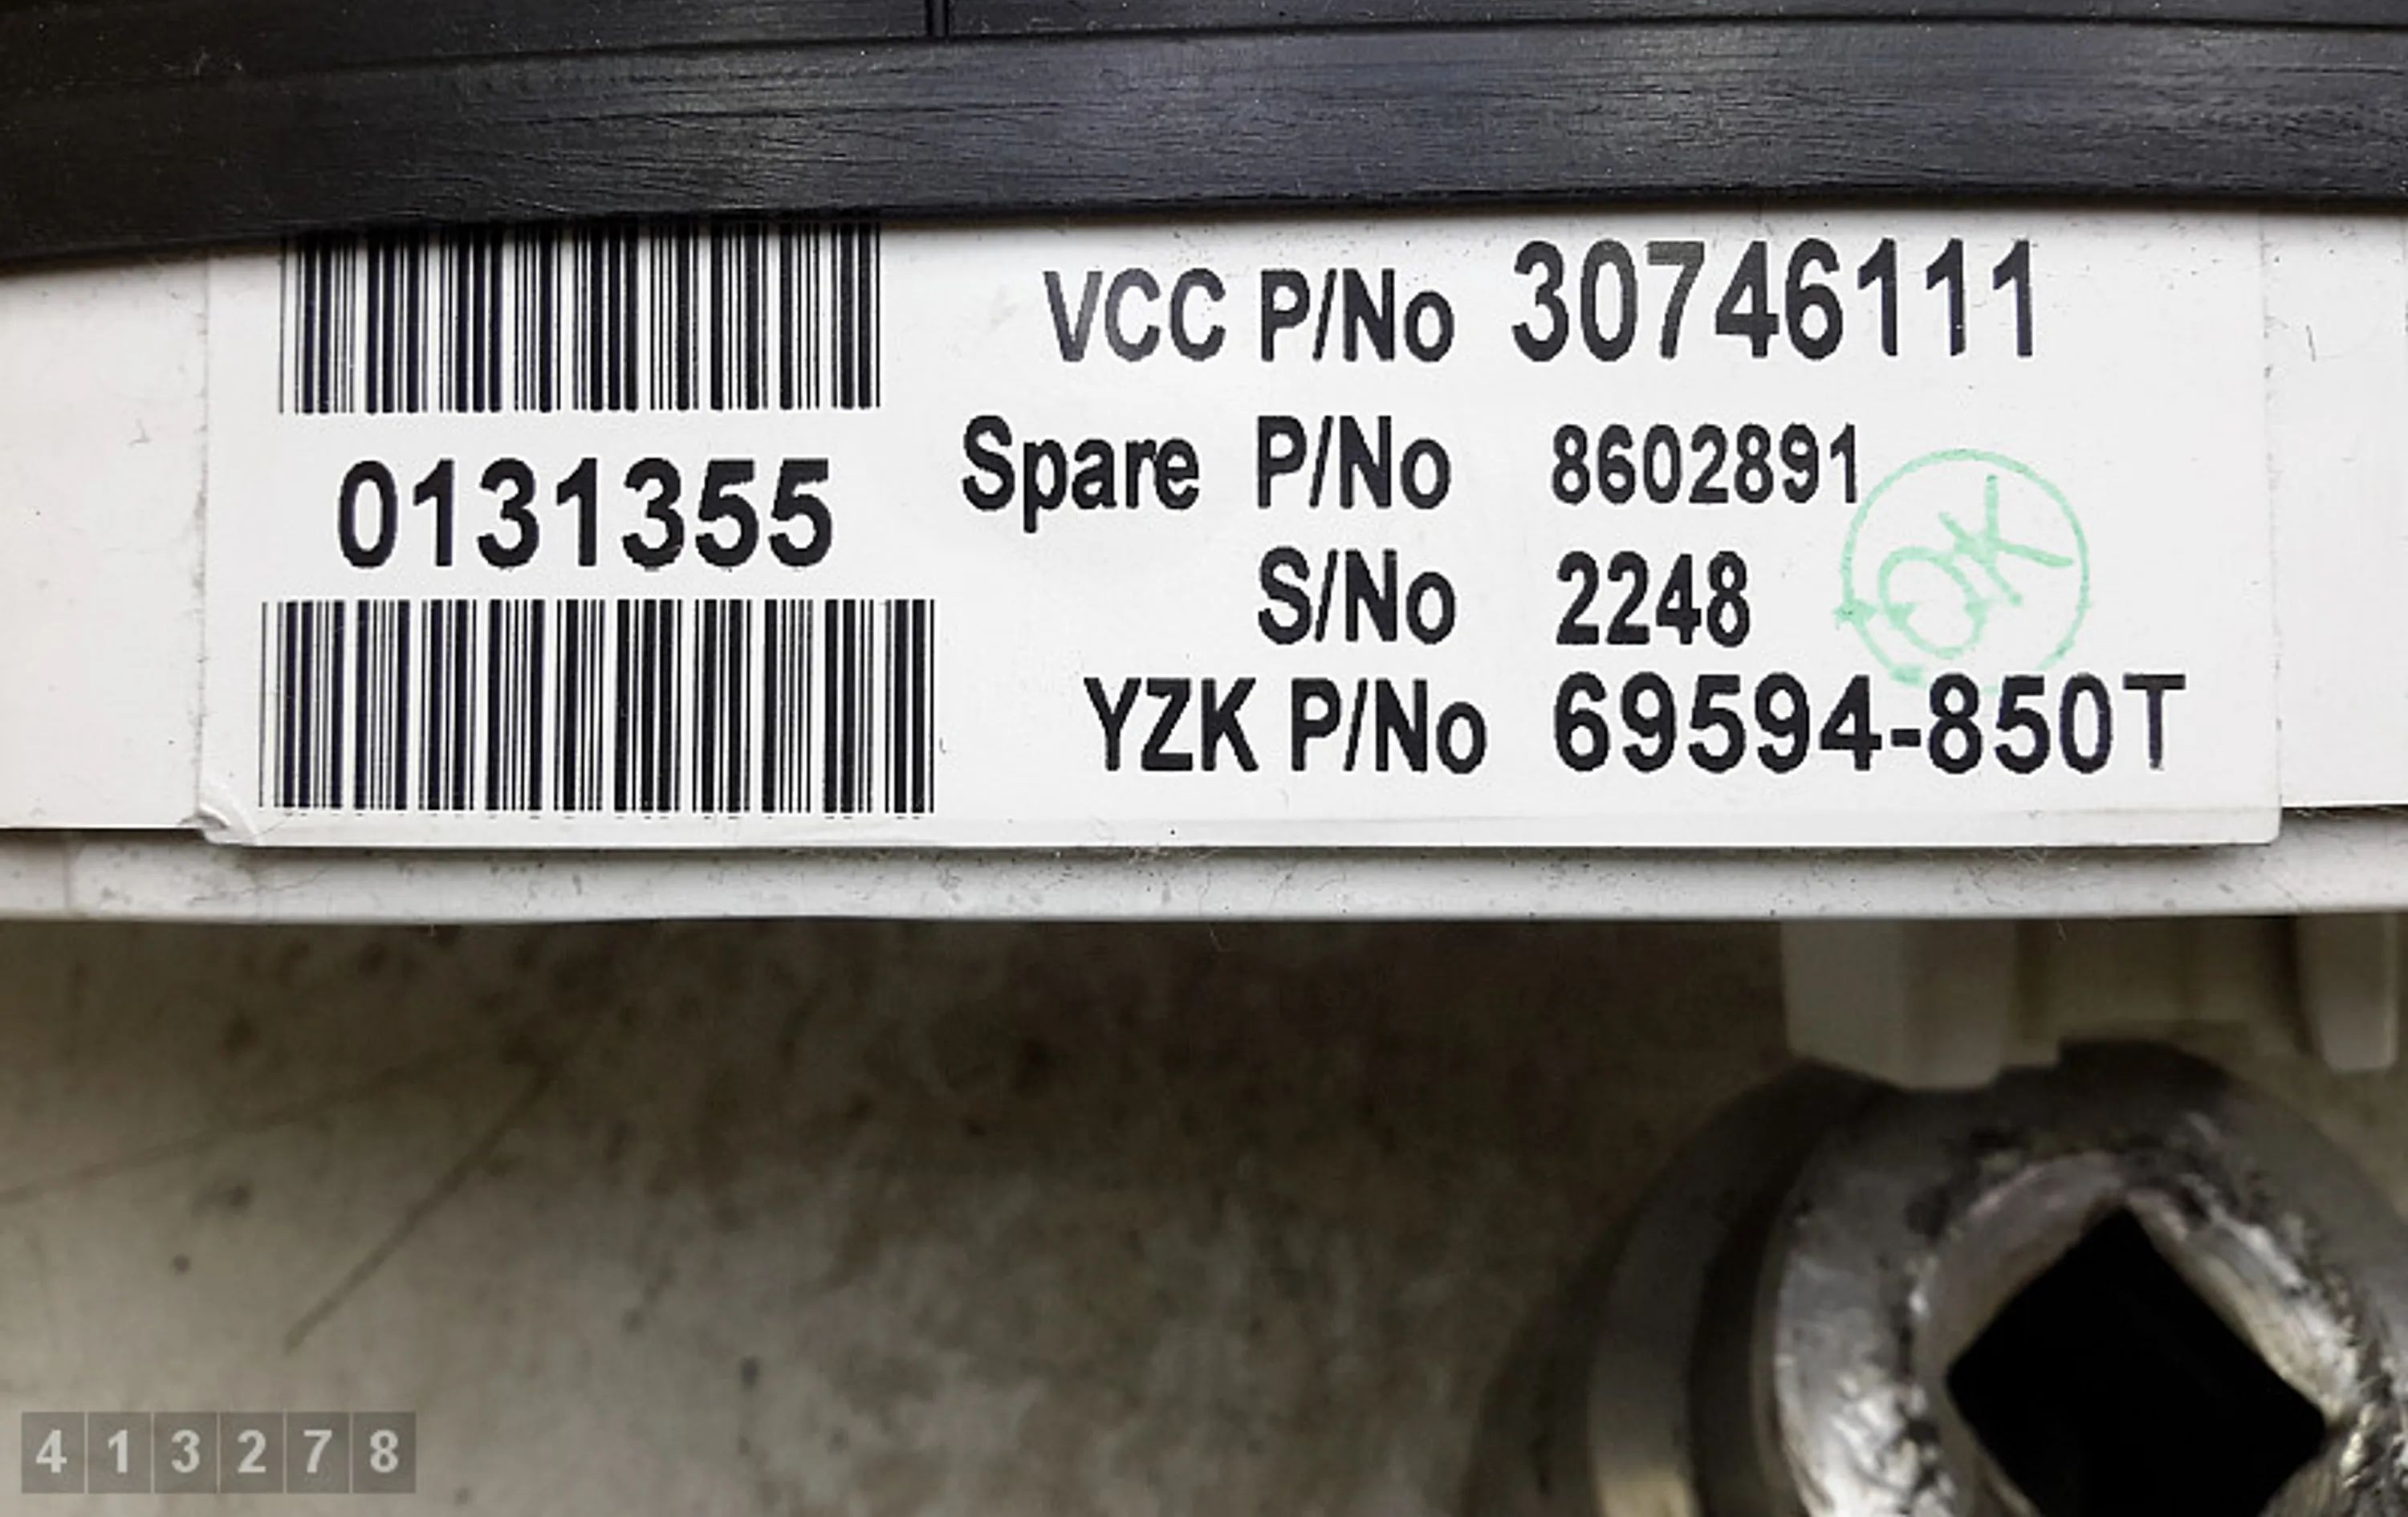 VCC P/No 30746111
0131355
Spare P/No 8602891
S/No 2248
YZK P/No 69594-850T
OK
413278